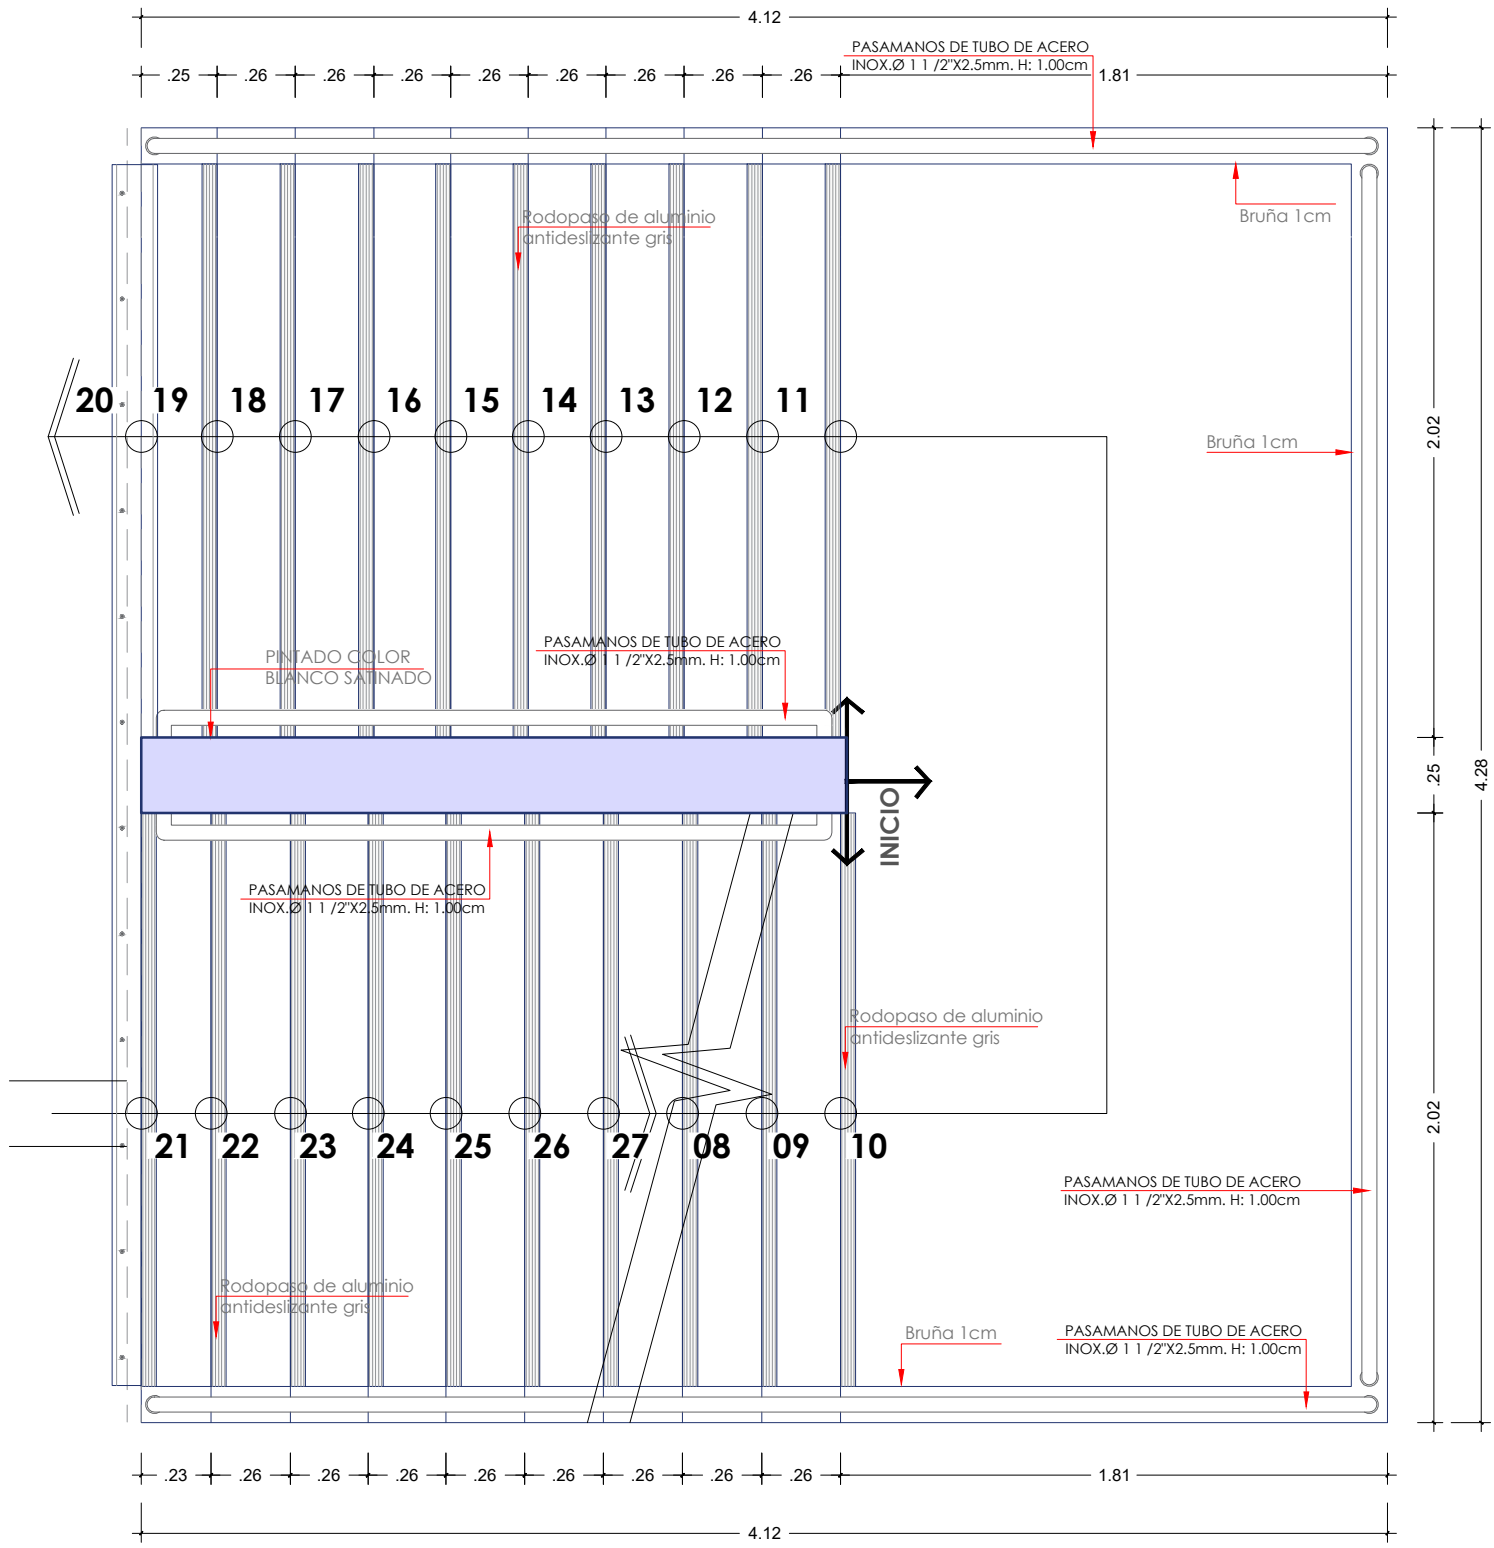 4.12
PASAMANOS DE TUBO DE ACERO
INOX.Ø 1 1 /2"X2.5mm. H: 1.00cm
.25 .26 .26 .26 .26 .26 .26 .26 .26 1.81
Rodopaso de aluminio
antideslizante gris
Bruña 1cm
20 19 18 17 16 15 14 13 12 11
Bruña 1cm
2.02
PASAMANOS DE TUBO DE ACERO
INOX.Ø 1 1 /2"X2.5mm. H: 1.00cm
PINTADO COLOR
BLANCO SATINADO
.25
4.28
INICIO
PASAMANOS DE TUBO DE ACERO
INOX.Ø 1 1 /2"X2.5mm. H: 1.00cm
Rodopaso de aluminio
antideslizante gris
2.02
21 22 23 24 25 26 27 08 09 10
PASAMANOS DE TUBO DE ACERO
INOX.Ø 1 1 /2"X2.5mm. H: 1.00cm
Rodopaso de aluminio
antideslizante gris
Bruña 1cm
PASAMANOS DE TUBO DE ACERO
INOX.Ø 1 1 /2"X2.5mm. H: 1.00cm
.23 .26 .26 .26 .26 .26 .26 .26 .26 1.81
4.12